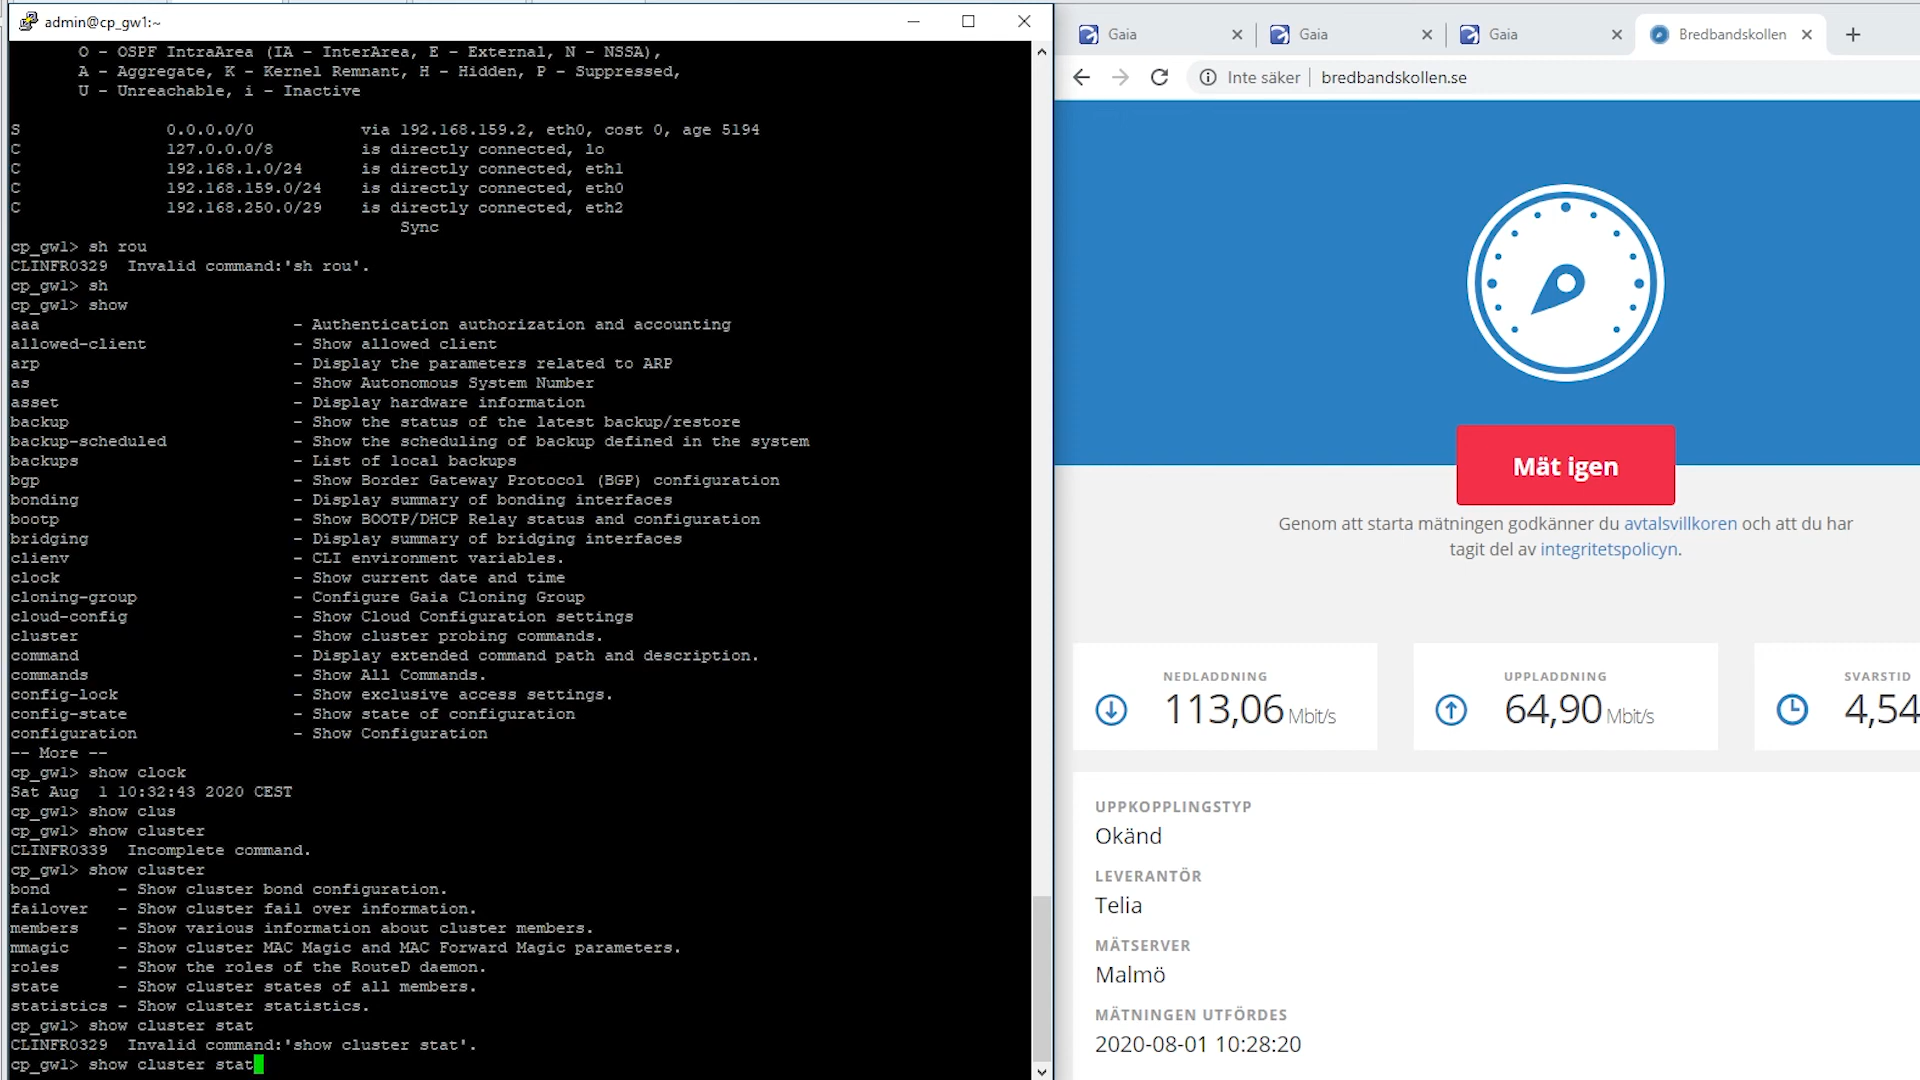 admin@cp_gw1:~
O - OSPF IntraArea (IA - InterArea, E - External, N - NSSA),
A - Aggregate, K - Kernel Remnant, H - Hidden, P - Suppressed,
U - Unreachable, i - Inactive
S 0.0.0.0/0 via 192.168.159.2, eth0, cost 0, age 5194
C 127.0.0.0/8 is directly connected, lo
C 192.168.1.0/24 is directly connected, eth1
C 192.168.159.0/24 is directly connected, eth0
C 192.168.250.0/29 is directly connected, eth2
Sync
cp_gw1> sh rou
CLINFR0329 Invalid command:'sh rou'.
cp_gw1> sh
cp_gw1> show
aaa - Authentication authorization and accounting
allowed-client - Show allowed client
arp - Display the parameters related to ARP
as - Show Autonomous System Number
asset - Display hardware information
backup - Show the status of the latest backup/restore
backup-scheduled - Show the scheduling of backup defined in the system
backups - List of local backups
bgp - Show Border Gateway Protocol (BGP) configuration
bonding - Display summary of bonding interfaces
bootp - Show BOOTP/DHCP Relay status and configuration
bridging - Display summary of bridging interfaces
clienv - CLI environment variables.
clock - Show current date and time
cloning-group - Configure Gaia Cloning Group
cloud-config - Show Cloud Configuration settings
cluster - Show cluster probing commands.
command - Display extended command path and description.
commands - Show All Commands.
config-lock - Show exclusive access settings.
config-state - Show state of configuration
configuration - Show Configuration
-- More --
cp_gw1> show clock
Sat Aug 1 10:32:43 2020 CEST
cp_gw1> show clus
cp_gw1> show cluster
CLINFR0339 Incomplete command.
cp_gw1> show cluster
bond - Show cluster bond configuration.
failover - Show cluster fail over information.
members - Show various information about cluster members.
mmagic - Show cluster MAC Magic and MAC Forward Magic parameters.
roles - Show the roles of the RouteD daemon.
state - Show cluster states of all members.
statistics - Show cluster statistics.
cp_gw1> show cluster stat
CLINFR0329 Invalid command:'show cluster stat'.
cp_gw1> show cluster stat
Gaia
Gaia
Gaia
Bredbandskollen
Inte säker
bredbandskollen.se
Mät igen
Genom att starta mätningen godkänner du avtalsvillkoren och att du har
tagit del av integritetspolicyn.
NEDLADDNING
113,06 Mbit/s
UPPLADDNING
64,90 Mbit/s
SVARSTID
4,54
UPPKOPPLINGSTYP
Okänd
LEVERANTÖR
Telia
MÄTSERVER
Malmö
MÄTNINGEN UTFÖRDES
2020-08-01 10:28:20